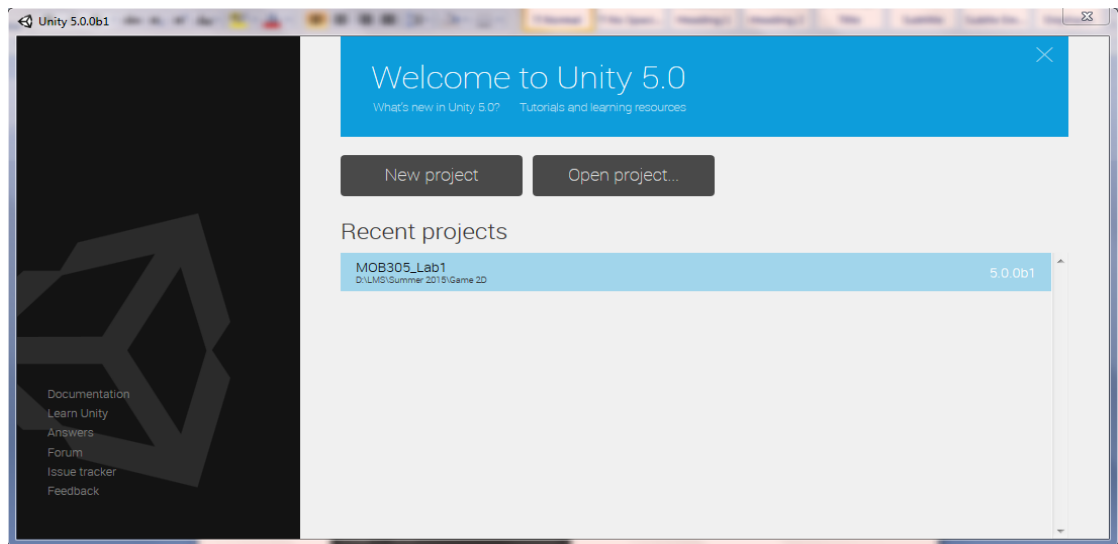 Unity 5.0.0b1
Welcome to Unity 5.0
What's new in Unity 5.0? Tutorials and learning resources
New project Open project...
Recent projects
MOB305_Lab1
D:\LMS\Summer 2015\Game 2D
5.0.0b1
Documentation
Learn Unity
Answers
Forum
Issue tracker
Feedback